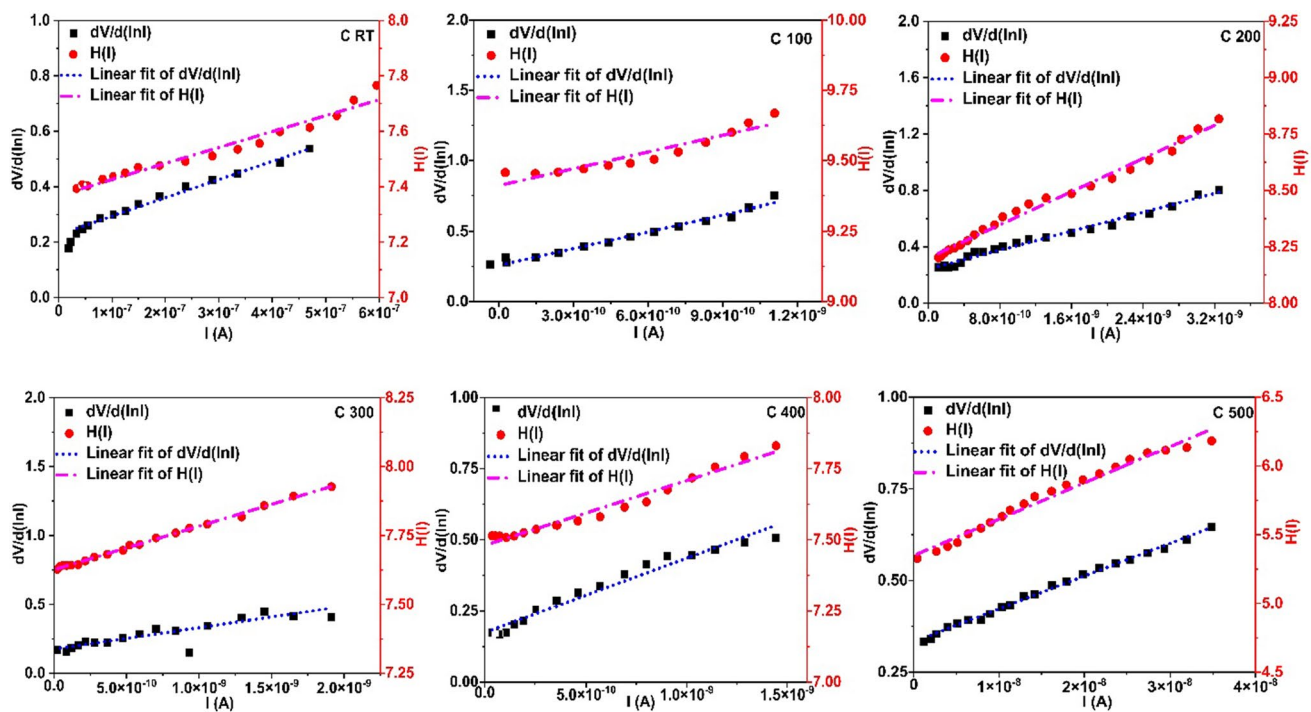 C RT
dV/d(lnI)
H(I)
Linear fit of dV/d(lnI)
Linear fit of H(I)
dV/d(lnI)
1.0
0.8
0.6
0.4
0.2
0.0
0 1×10⁻⁷ 2×10⁻⁷ 3×10⁻⁷ 4×10⁻⁷ 5×10⁻⁷ 6×10⁻⁷
I (A)
8.0
7.8
7.6
7.4
7.2
7.0
H(I)
C 100
dV/d(lnI)
H(I)
Linear fit of dV/d(lnI)
Linear fit of H(I)
dV/d(lnI)
2.0
1.5
1.0
0.5
0.0
0.0 3.0×10⁻¹⁰ 6.0×10⁻¹⁰ 9.0×10⁻¹⁰ 1.2×10⁻⁹
I (A)
10.00
9.75
9.50
9.25
9.00
H(I)
C 200
dV/d(lnI)
H(I)
Linear fit of dV/d(lnI)
Linear fit of H(I)
dV/d(lnI)
2.0
1.6
1.2
0.8
0.4
0.0
0.0 8.0×10⁻¹⁰ 1.6×10⁻⁹ 2.4×10⁻⁹ 3.2×10⁻⁹
I (A)
9.25
9.00
8.75
8.50
8.25
8.00
H(I)
C 300
dV/d(lnI)
H(I)
Linear fit of dV/d(lnI)
Linear fit of H(I)
dV/d(lnI)
2.0
1.5
1.0
0.5
0.0
0.0 5.0×10⁻¹⁰ 1.0×10⁻⁹ 1.5×10⁻⁹ 2.0×10⁻⁹
I (A)
8.25
8.00
7.75
7.50
7.25
H(I)
C 400
dV/d(lnI)
H(I)
Linear fit of dV/d(lnI)
Linear fit of H(I)
dV/d(lnI)
1.00
0.75
0.50
0.25
0.00
0.0 5.0×10⁻¹⁰ 1.0×10⁻⁹ 1.5×10⁻⁹
I (A)
8.00
7.75
7.50
7.25
7.00
H(I)
C 500
dV/d(lnI)
H(I)
Linear fit of dV/d(lnI)
Linear fit of H(I)
dV/d(lnI)
1.00
0.75
0.50
0.25
0 1×10⁻⁸ 2×10⁻⁸ 3×10⁻⁸ 4×10⁻⁸
I (A)
6.5
6.0
5.5
5.0
4.5
H(I)